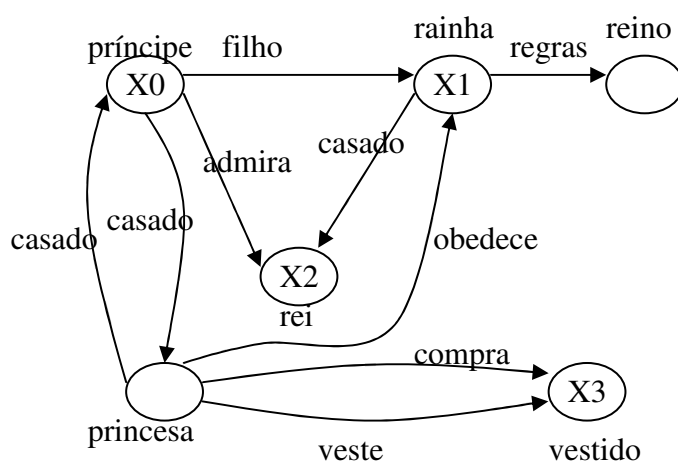 rainha reino
príncipe filho regras
X0 X1
admira casado
casado casado obedece
X2
rei
compra
X3
princesa
veste vestido